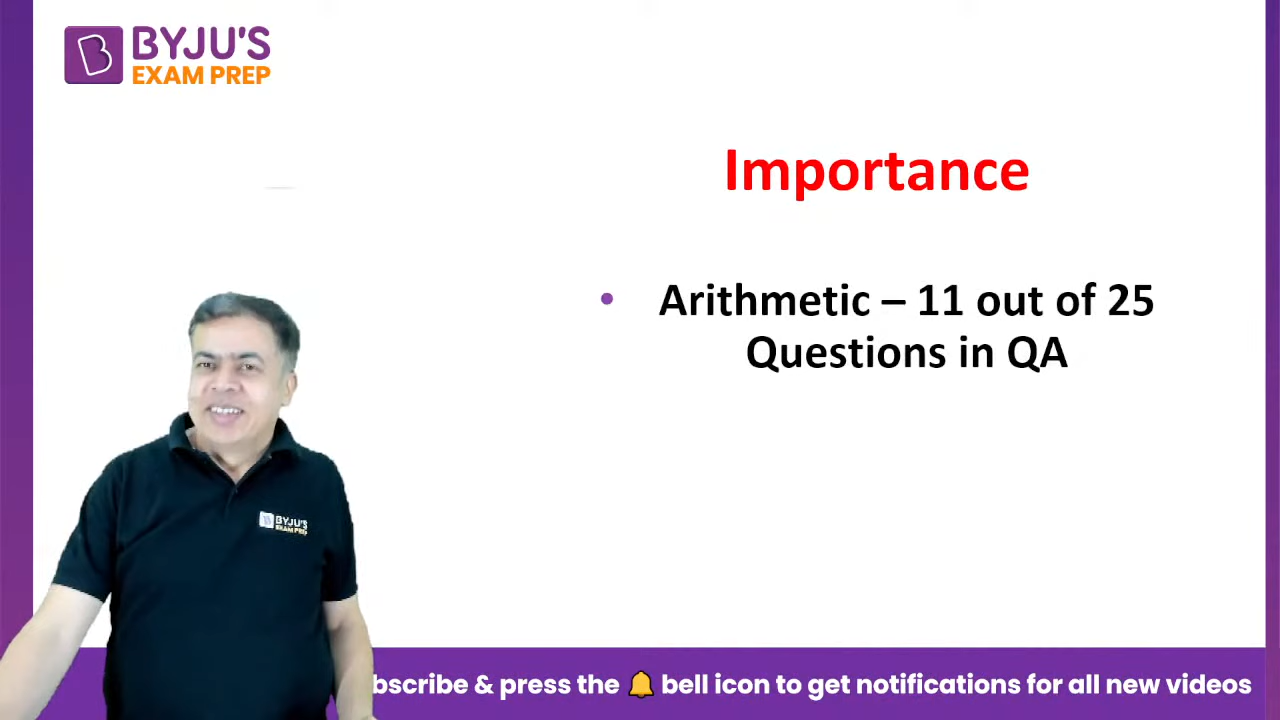 BYJU'S
EXAM PREP
Importance
• Arithmetic – 11 out of 25
Questions in QA
BYJU'S
EXAM PREP
bscribe & press the 🔔 bell icon to get notifications for all new videos